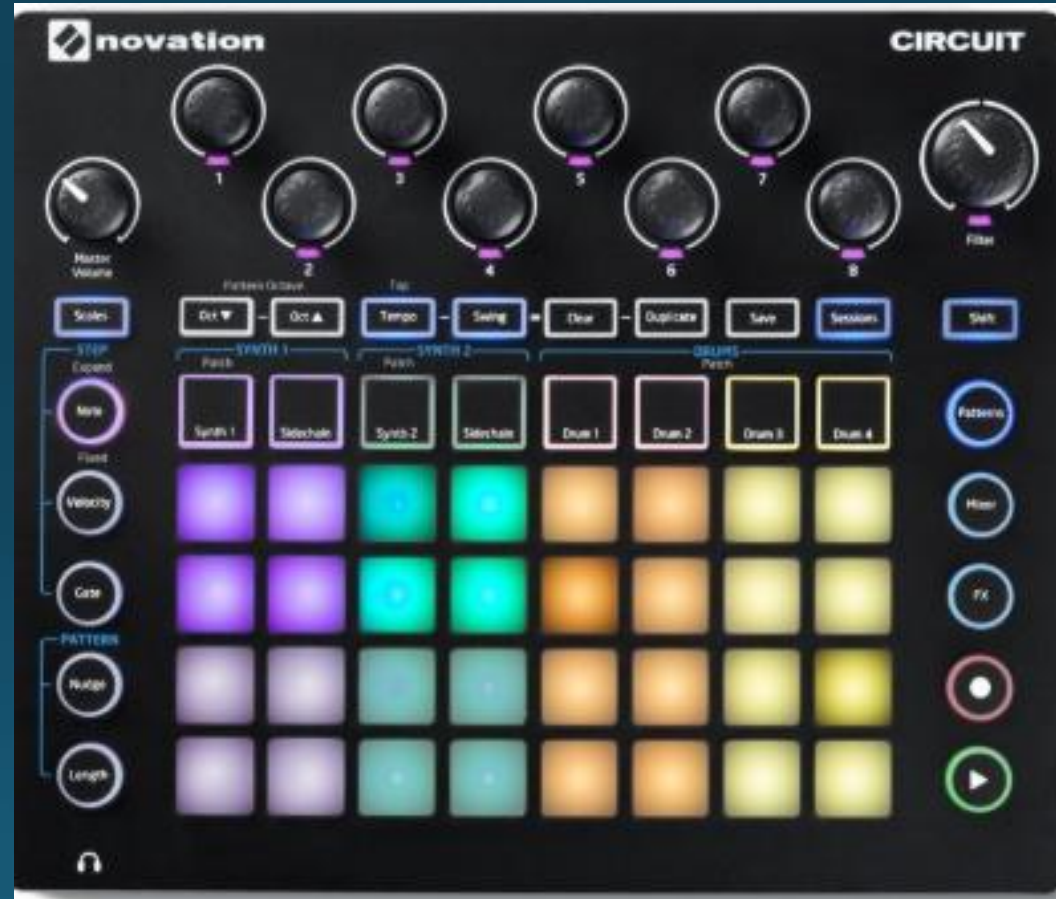 novation
CIRCUIT
1 3 5 7
Master Volume
2 4 6 8
Filter
Pattern Octave
Tap
Scales Oct ▼ - Oct ▲ Tempo - Swing = Clear - Duplicate Save Sessions Shift
STEP SYNTH 1 SYNTH 2 DRUMS
Expand Patch Patch Patch
Note Synth 1 Sidechain Synth 2 Sidechain Drum 1 Drum 2 Drum 3 Drum 4 Patterns
Fixed
Velocity Mixer
Gate FX
PATTERN
Nudge
Length